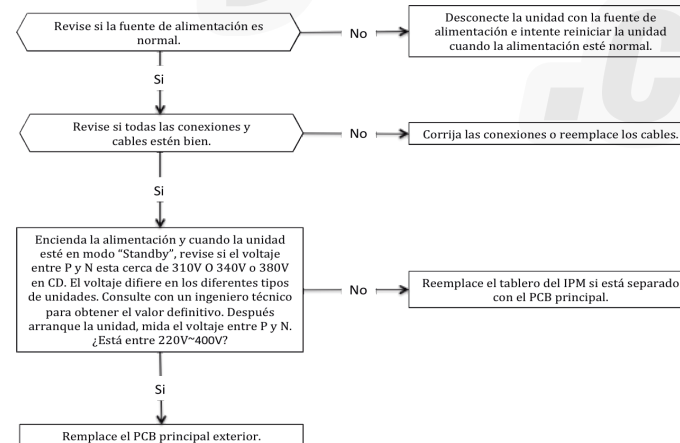 Revise si la fuente de alimentación es
normal.
No
Desconecte la unidad con la fuente de
alimentación e intente reiniciar la unidad
cuando la alimentación esté normal.
Si
Revise si todas las conexiones y
cables estén bien.
No
Corrija las conexiones o reemplace los cables.
Si
Encienda la alimentación y cuando la unidad
esté en modo “Standby”, revise si el voltaje
entre P y N esta cerca de 310V O 340V o 380V
en CD. El voltaje difiere en los diferentes tipos
de unidades. Consulte con un ingeniero técnico
para obtener el valor definitivo. Después
arranque la unidad, mida el voltaje entre P y N.
¿Está entre 220V~400V?
No
Reemplace el tablero del IPM si está separado
con el PCB principal.
Si
Remplace el PCB principal exterior.